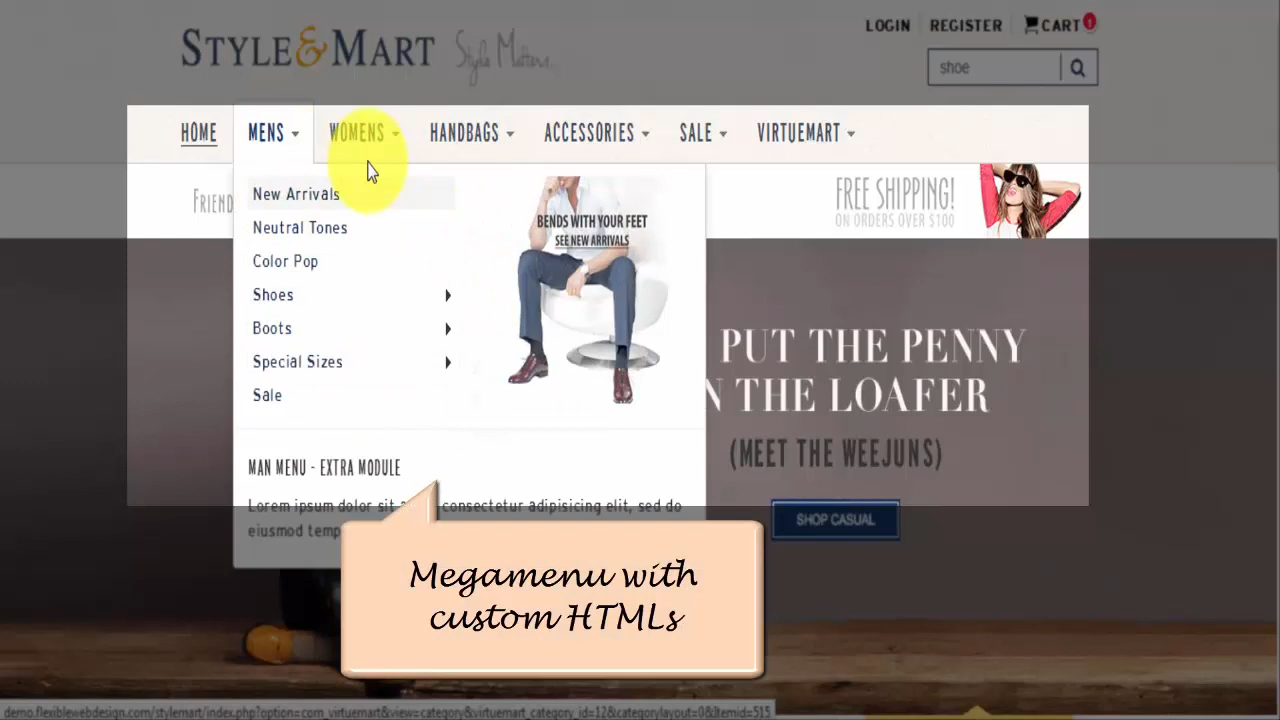 STYLE&MART Style Matters...
LOGIN REGISTER CART 1
shoe
HOME MENS WOMENS HANDBAGS ACCESSORIES SALE VIRTUEMART
FRIEND
FREE SHIPPING!
ON ORDERS OVER $100
New Arrivals
Neutral Tones
Color Pop
Shoes
Boots
Special Sizes
Sale
BENDS WITH YOUR FEET
SEE NEW ARRIVALS
PUT THE PENNY
N THE LOAFER
(MEET THE WEEJUNS)
SHOP CASUAL
MAN MENU - EXTRA MODULE
Lorem ipsum dolor sit a consectetur adipisicing elit, sed do
eiusmod temp
Megamenu with
custom HTMLs
demo.flexiblewebdesign.com/stylemart/index.php?option=com_virtuemart&view=category&virtuemart_category_id=12&categorylayout=0&Itemid=515